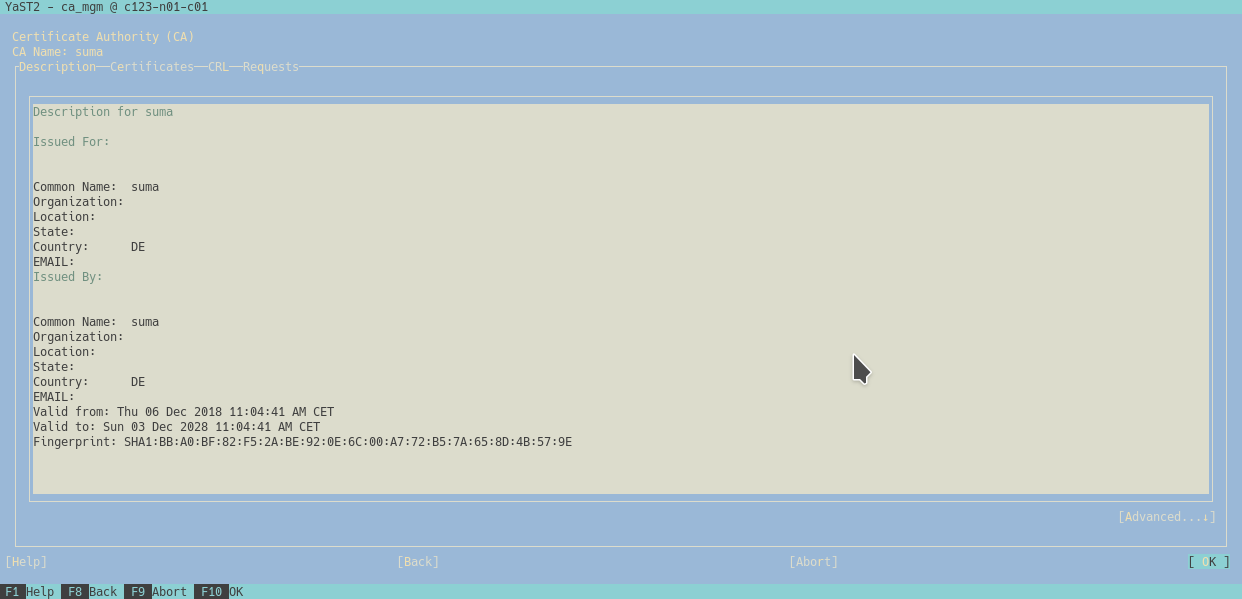 YaST2 - ca_mgm @ c123-n01-c01
Certificate Authority (CA)
CA Name: suma
Description──Certificates──CRL──Requests
Description for suma
Issued For:
Common Name:  suma
Organization:
Location:
State:
Country:      DE
EMAIL:
Issued By:
Common Name:  suma
Organization:
Location:
State:
Country:      DE
EMAIL:
Valid from: Thu 06 Dec 2018 11:04:41 AM CET
Valid to: Sun 03 Dec 2028 11:04:41 AM CET
Fingerprint: SHA1:BB:A0:BF:82:F5:2A:BE:92:0E:6C:00:A7:72:B5:7A:65:8D:4B:57:9E
[Advanced...↓]
[Help] [Back] [Abort] [ OK ]
F1 Help F8 Back F9 Abort F10 OK